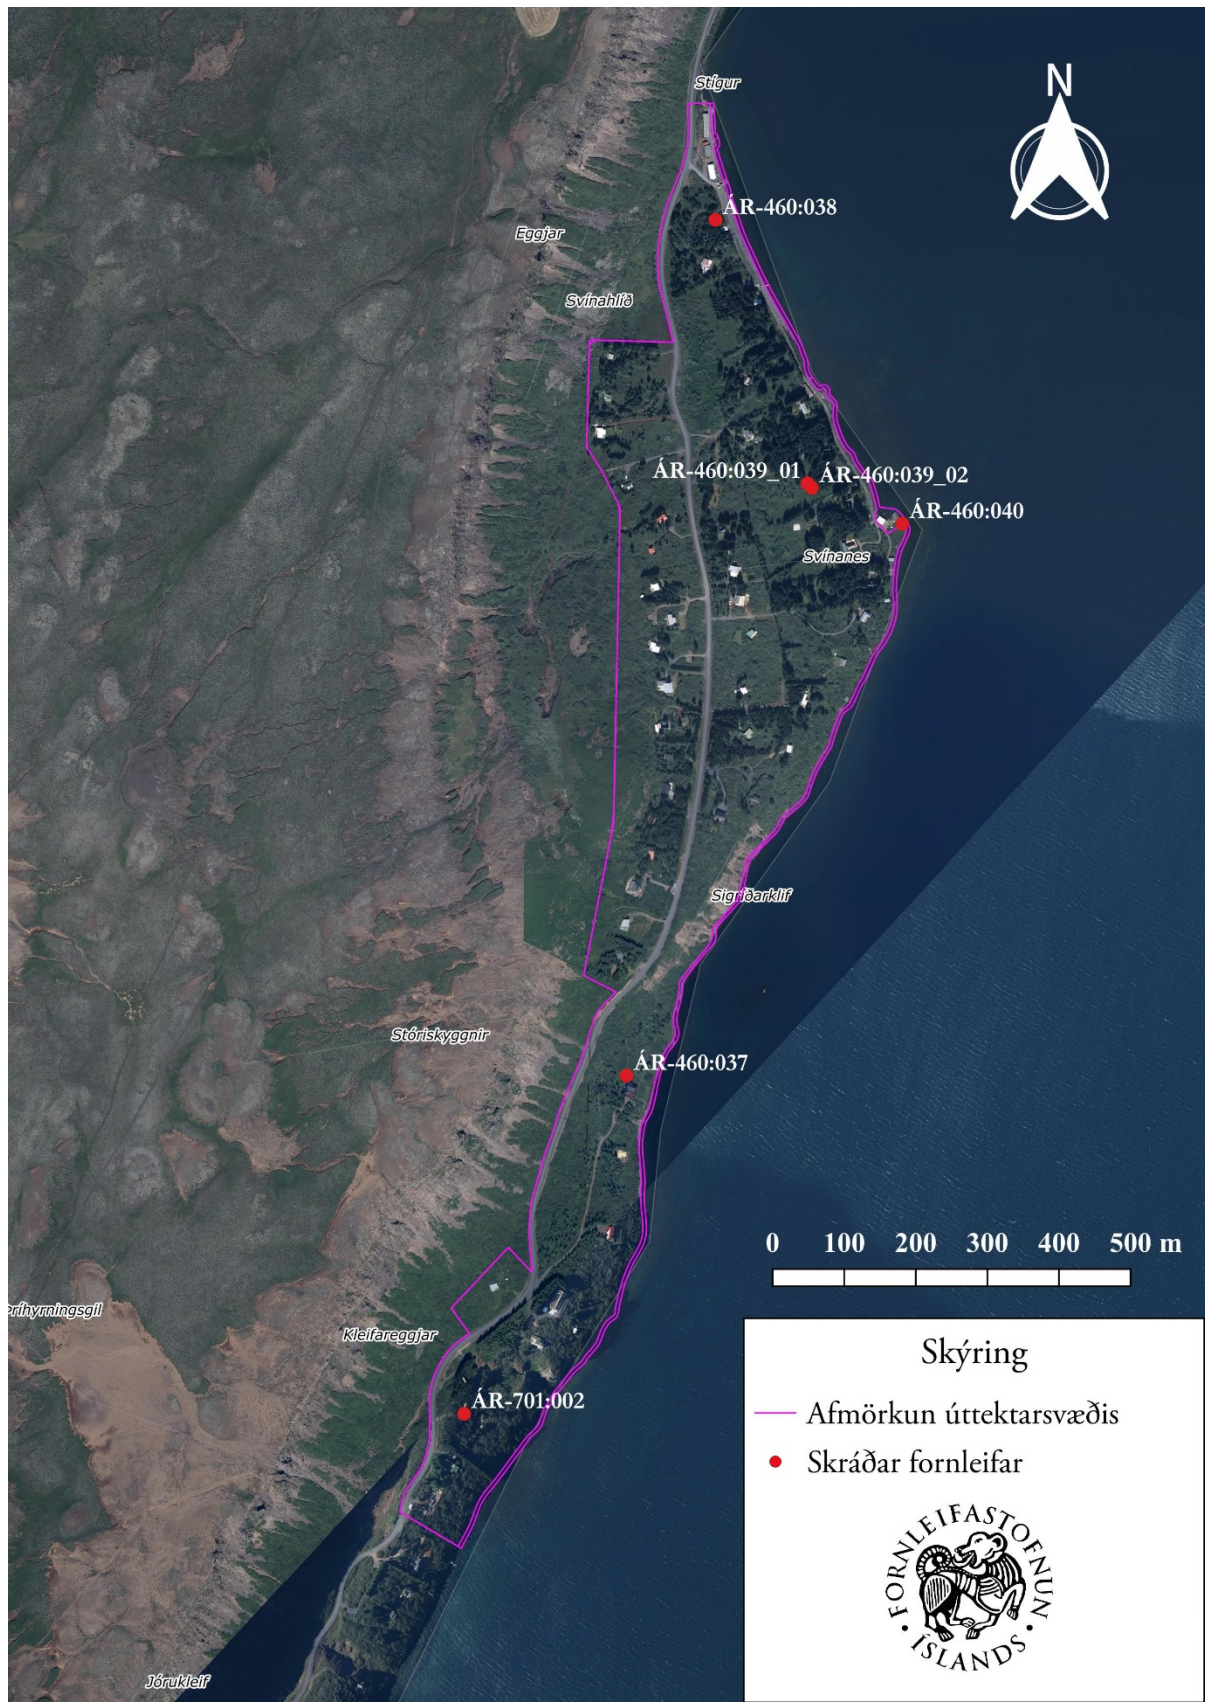 Stígur
N
ÁR-460:038
Eggjar
Svínahlíð
ÁR-460:039_01
ÁR-460:039_02
ÁR-460:040
Svínanes
Sigríðarklif
Stóriskyggnir
ÁR-460:037
0 100 200 300 400 500 m
Kleifareggjar
ÁR-701:002
Jórukleif
Skýring
Afmörkun úttektarsvæðis
Skráðar fornleifar
FORNLEIFASTOFNUN
• ÍSLANDS •